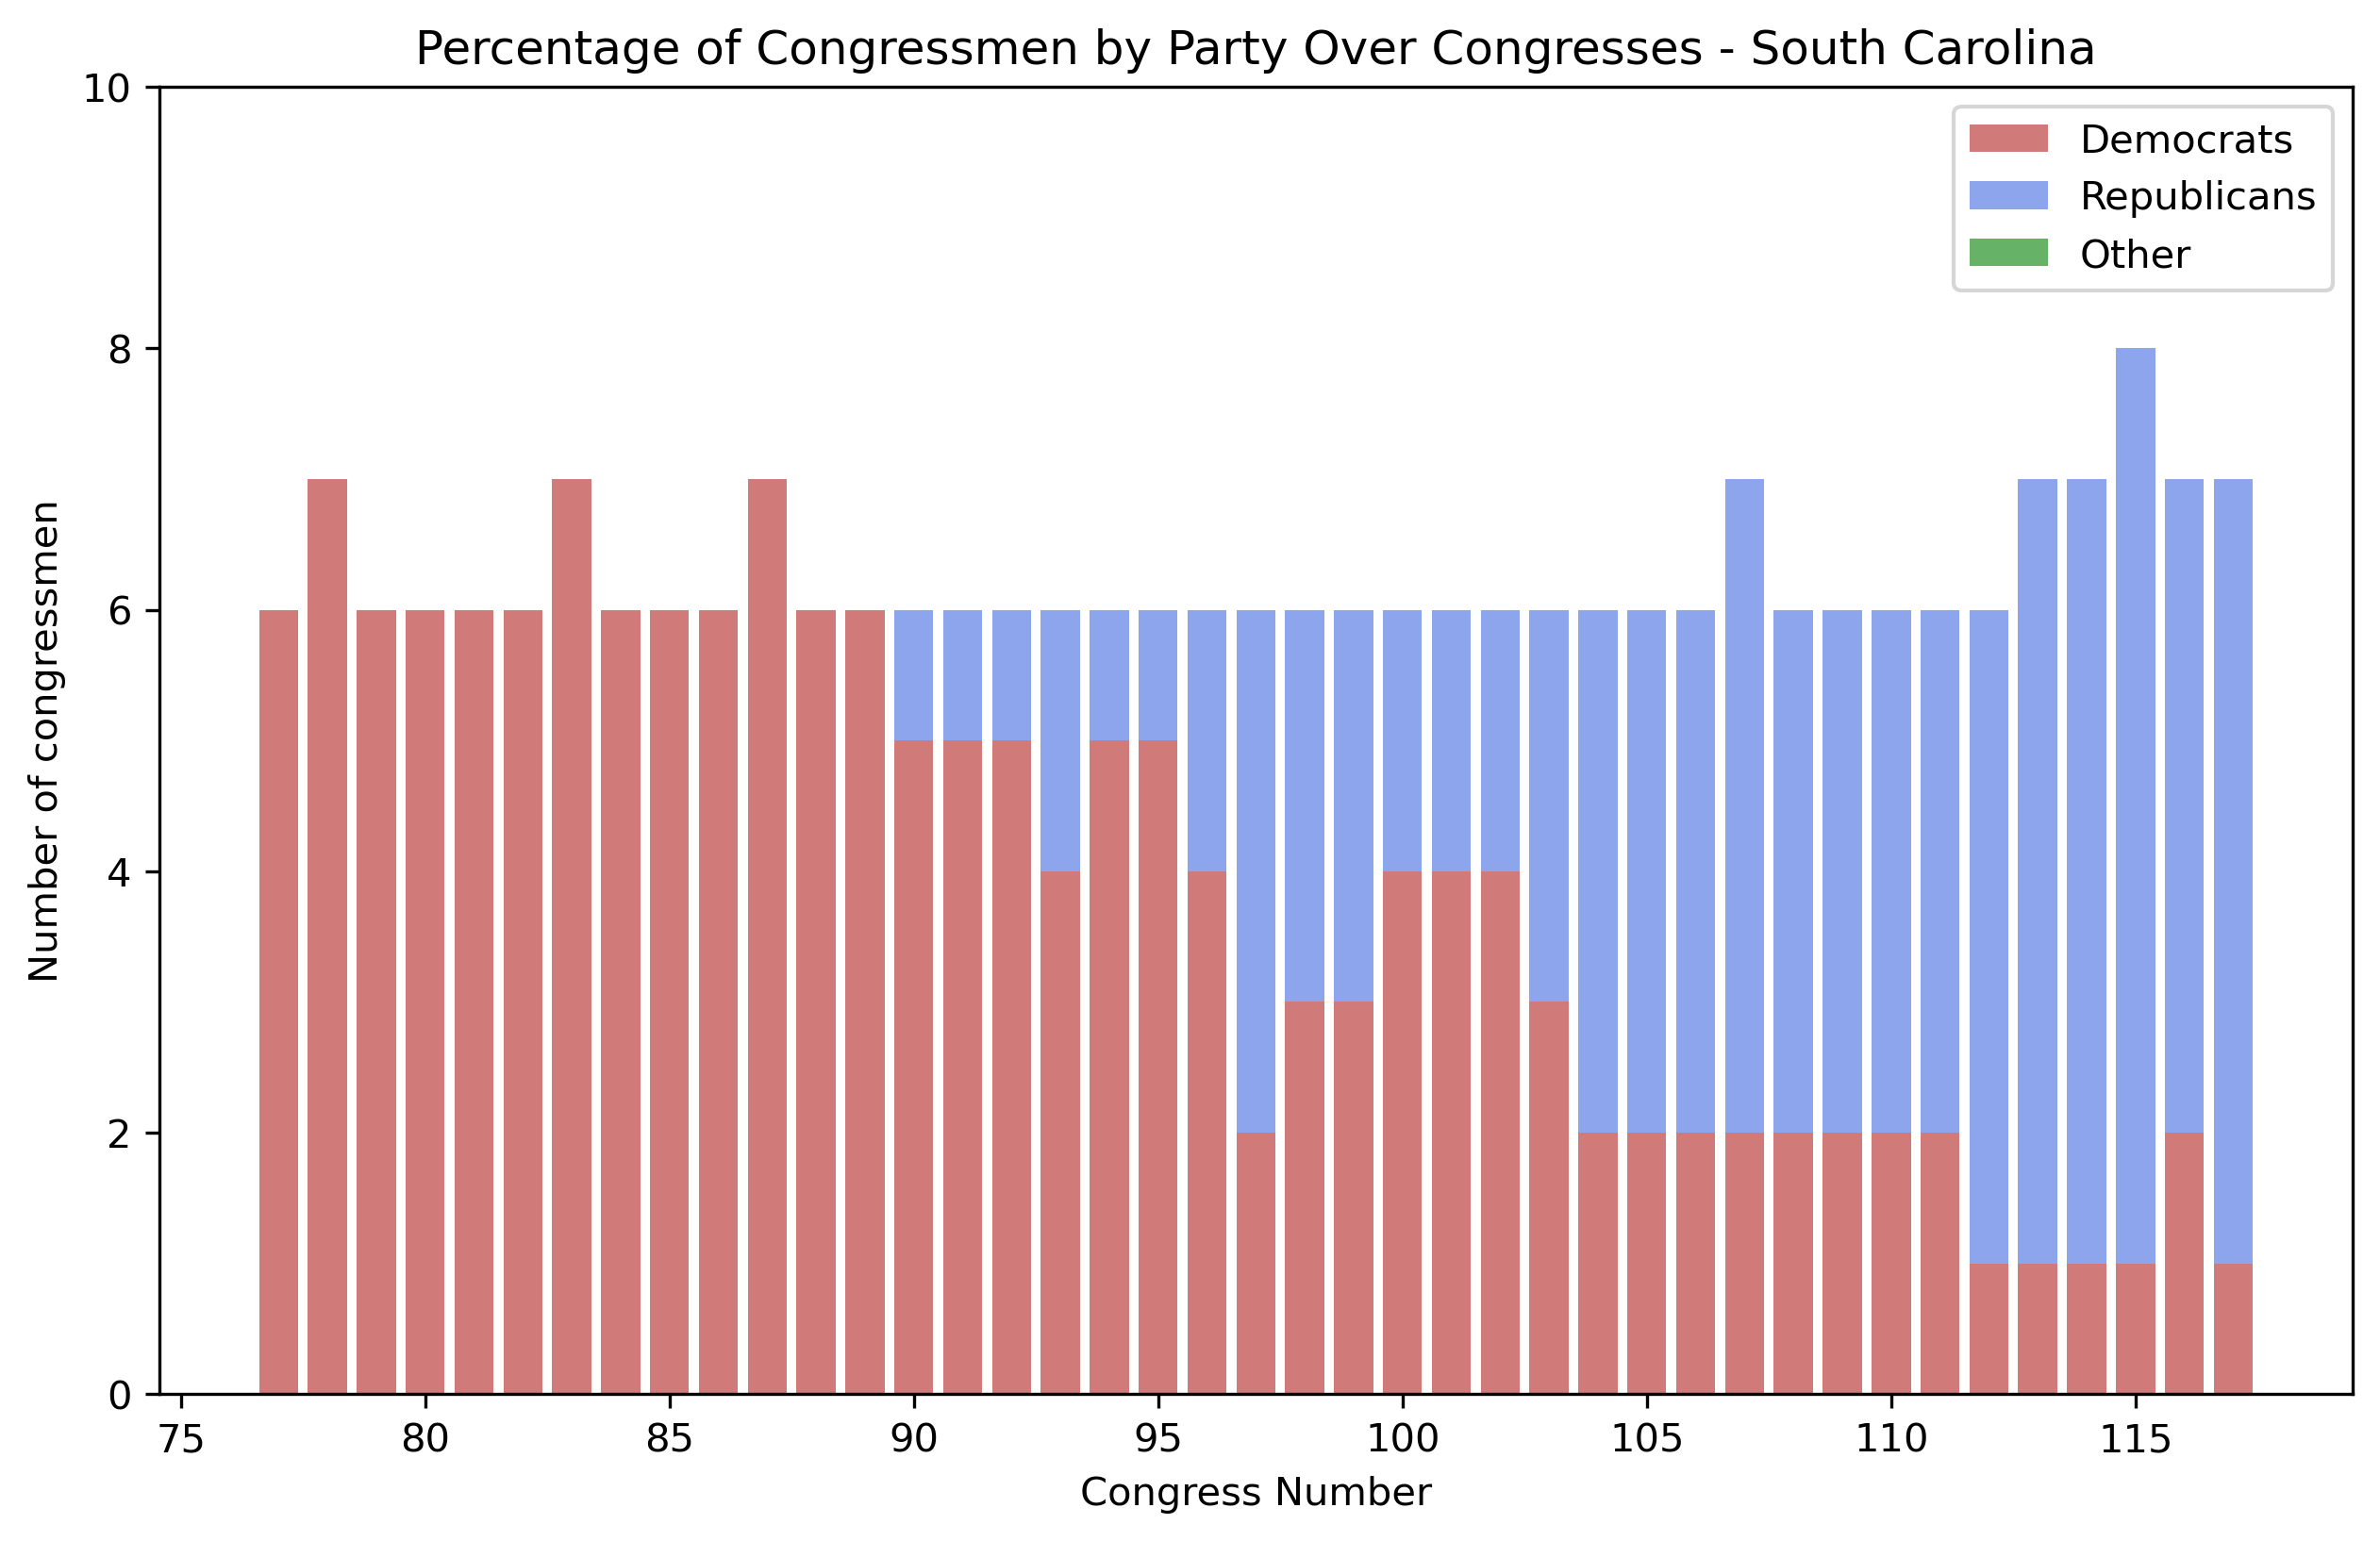 Percentage of Congressmen by Party Over Congresses - South Carolina
10
8
6
4
2
0
Number of congressmen
Democrats
Republicans
Other
75 80 85 90 95 100 105 110 115
Congress Number